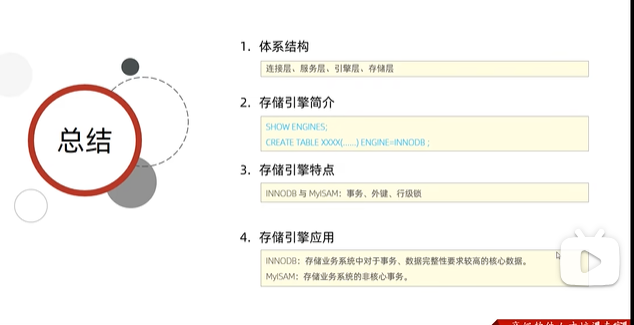 总结
1. 体系结构
连接层、服务层、引擎层、存储层
2. 存储引擎简介
SHOW ENGINES;
CREATE TABLE XXXX(......) ENGINE=INNODB ;
3. 存储引擎特点
INNODB 与 MyISAM：事务、外键、行级锁
4. 存储引擎应用
INNODB：存储业务系统中对于事务、数据完整性要求较高的核心数据。
MyISAM：存储业务系统的非核心事务。